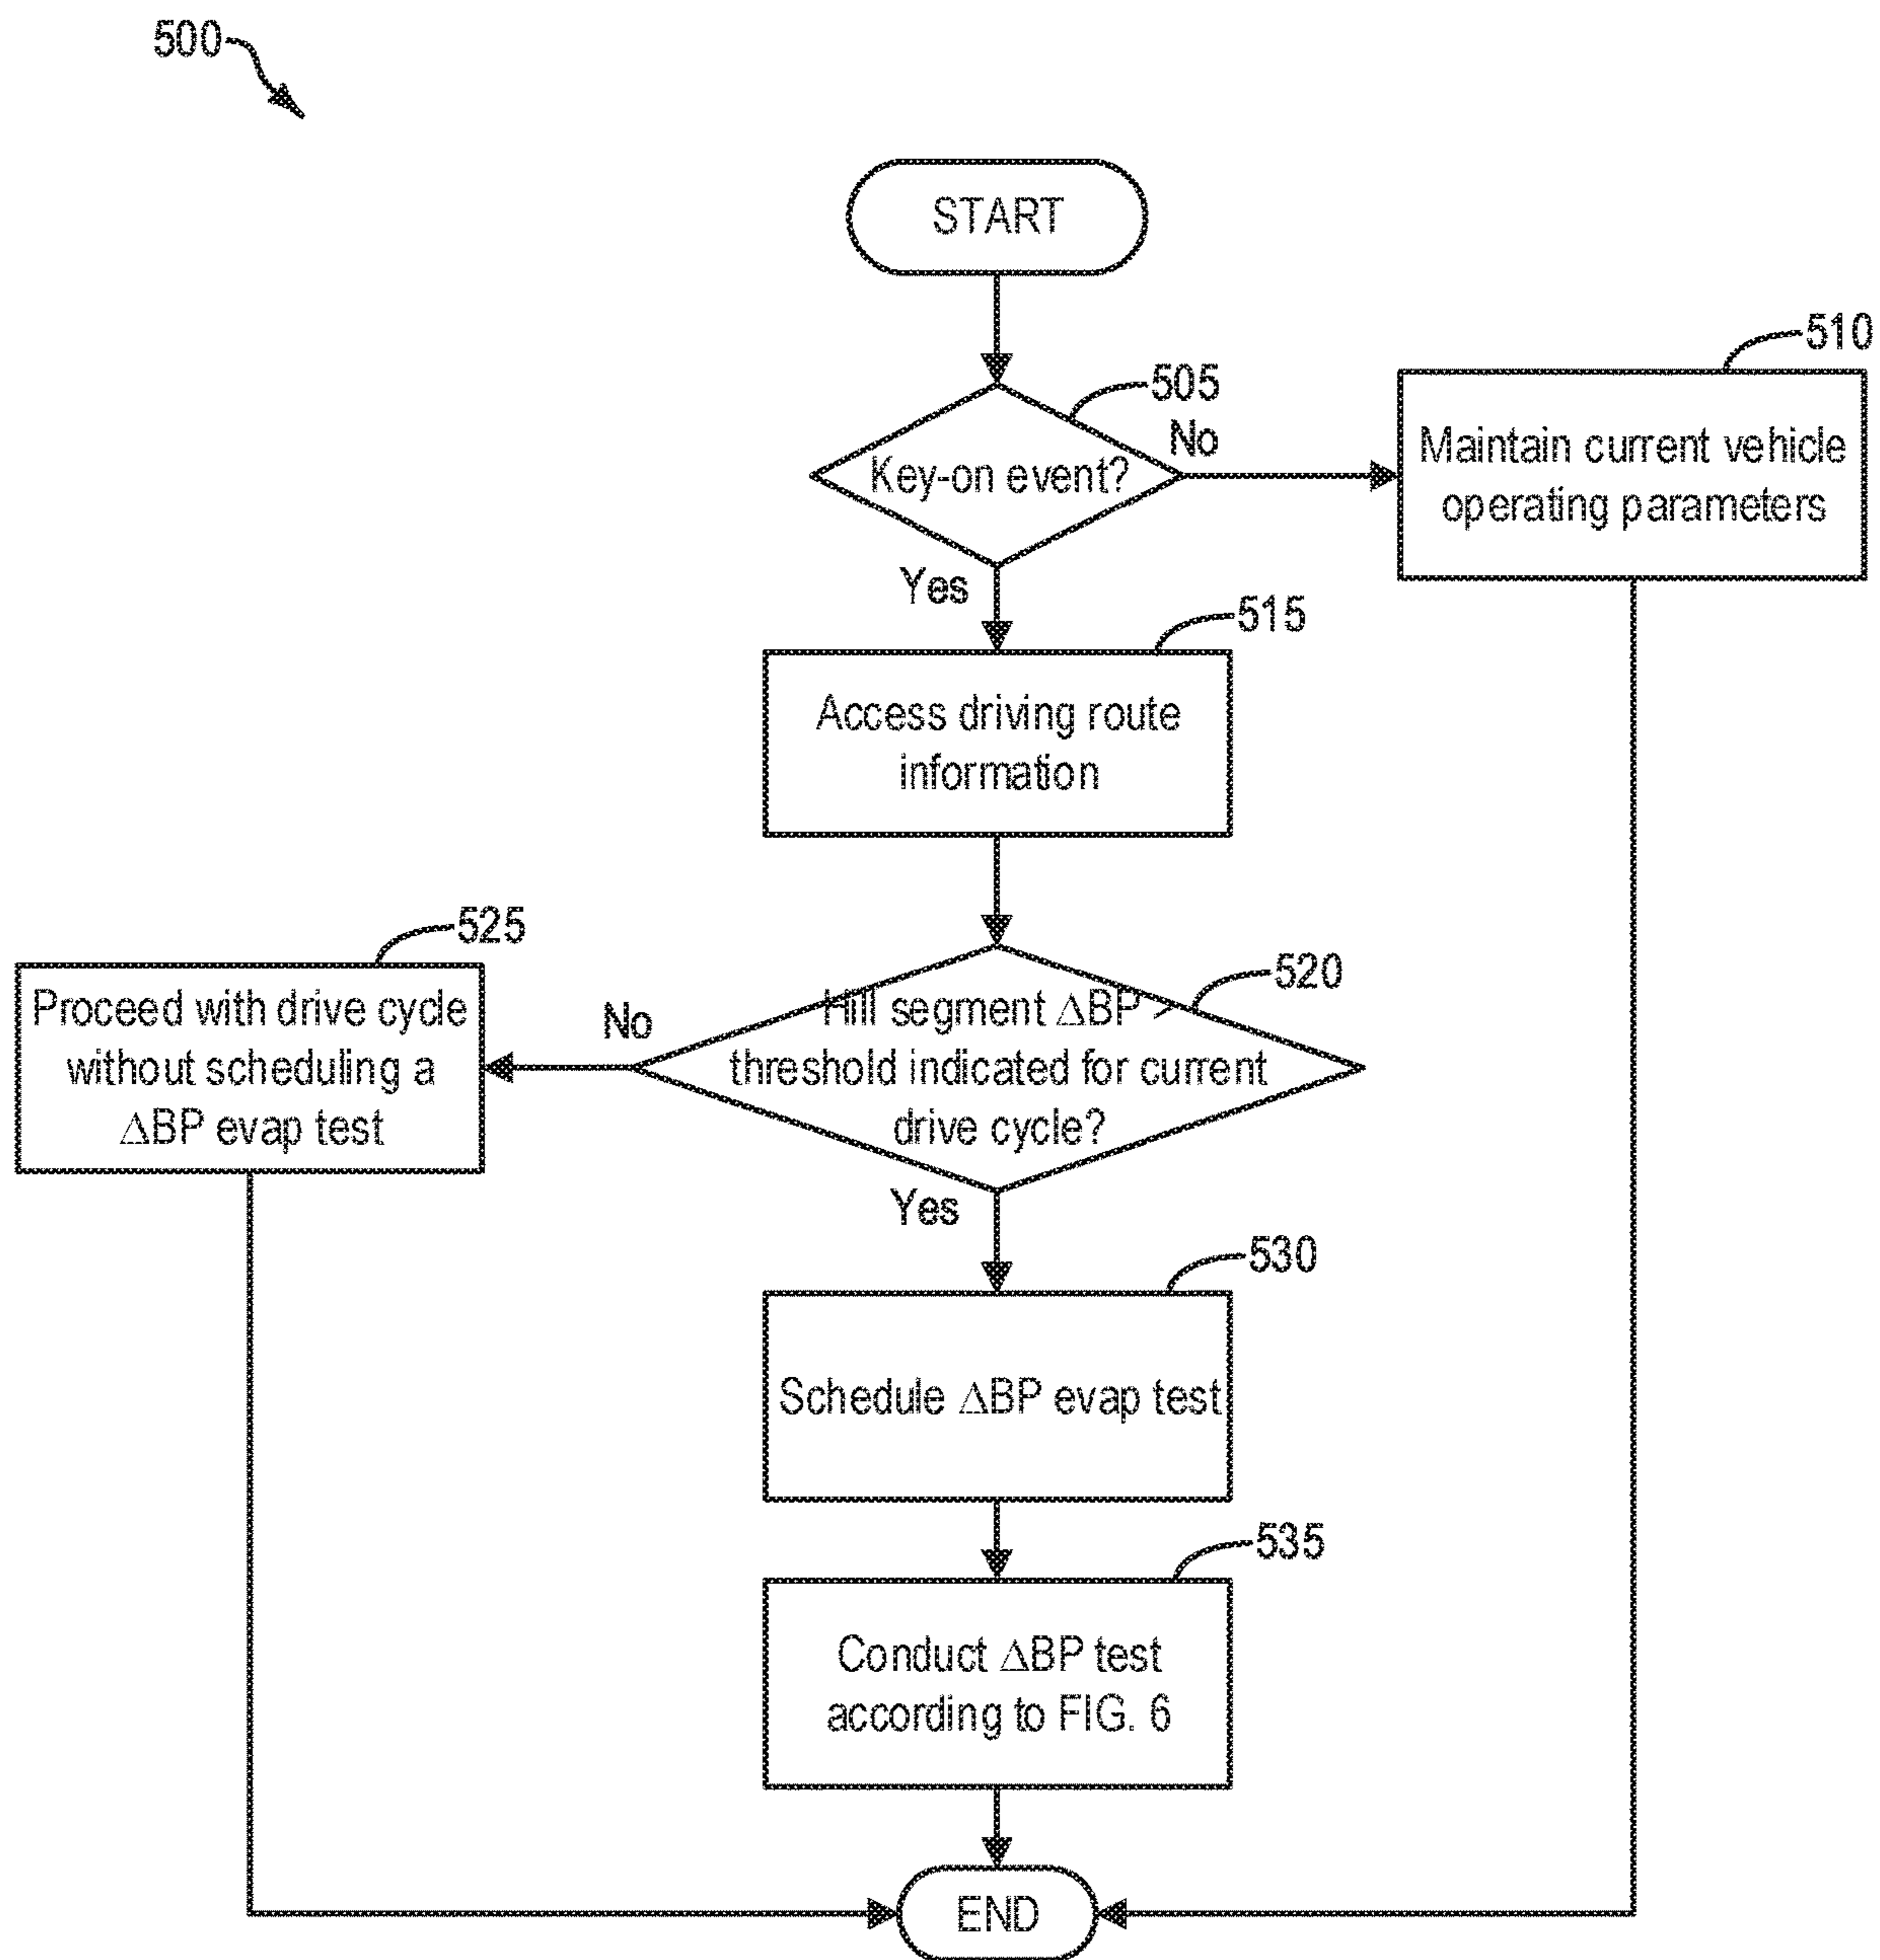 500
START
510
505
No
Key-on event?
Maintain current vehicle
operating parameters
Yes
515
Access driving route
information
525
520
Proceed with drive cycle
without scheduling a
ΔBP evap test
No
Hill segment ΔBP >
threshold indicated for current
drive cycle?
Yes
530
Schedule ΔBP evap test
535
Conduct ΔBP test
according to FIG. 6
END